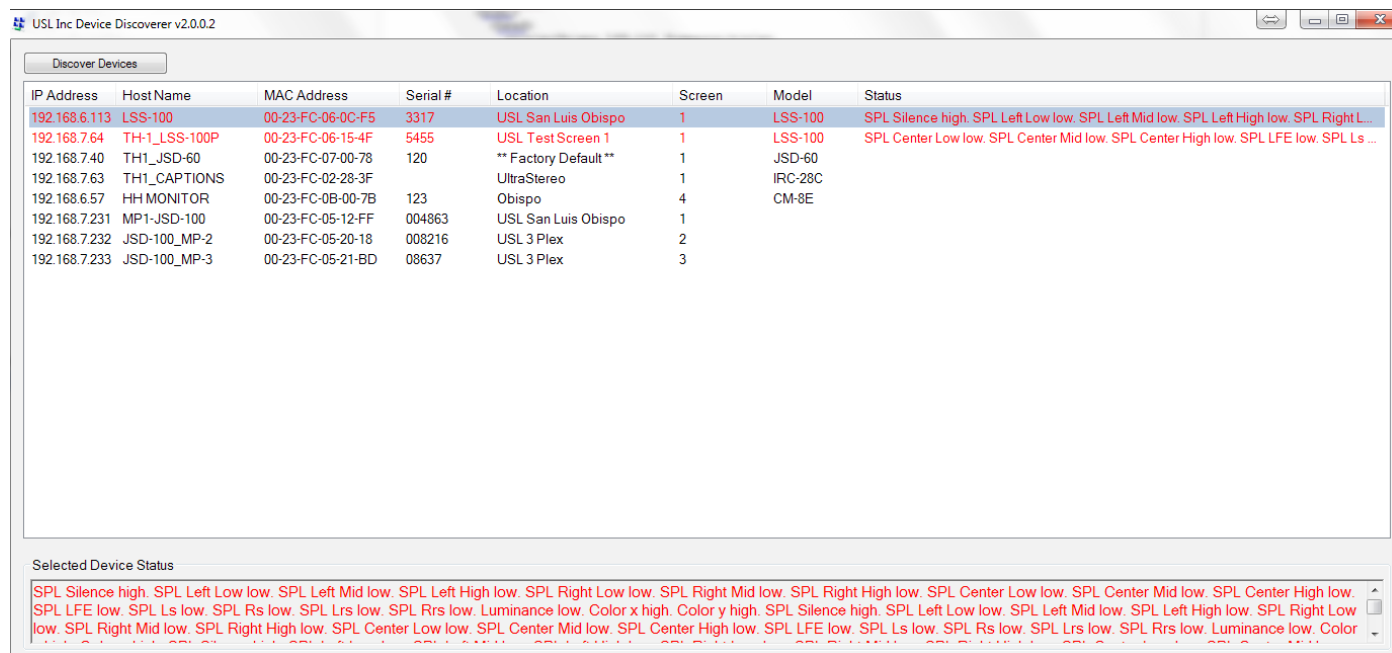 USL Inc Device Discoverer v2.0.0.2
Discover Devices
IP Address Host Name MAC Address Serial # Location Screen Model Status
192.168.6.113 LSS-100 00-23-FC-06-0C-F5 3317 USL San Luis Obispo 1 LSS-100 SPL Silence high. SPL Left Low low. SPL Left Mid low. SPL Left High low. SPL Right L...
192.168.7.64 TH-1_LSS-100P 00-23-FC-06-15-4F 5455 USL Test Screen 1 1 LSS-100 SPL Center Low low. SPL Center Mid low. SPL Center High low. SPL LFE low. SPL Ls ...
192.168.7.40 TH1_JSD-60 00-23-FC-07-00-78 120 ** Factory Default ** 1 JSD-60
192.168.7.63 TH1_CAPTIONS 00-23-FC-02-28-3F UltraStereo 1 IRC-28C
192.168.6.57 HH MONITOR 00-23-FC-0B-00-7B 123 Obispo 4 CM-8E
192.168.7.231 MP1-JSD-100 00-23-FC-05-12-FF 004863 USL San Luis Obispo 1
192.168.7.232 JSD-100_MP-2 00-23-FC-05-20-18 008216 USL 3 Plex 2
192.168.7.233 JSD-100_MP-3 00-23-FC-05-21-BD 08637 USL 3 Plex 3
Selected Device Status
SPL Silence high. SPL Left Low low. SPL Left Mid low. SPL Left High low. SPL Right Low low. SPL Right Mid low. SPL Right High low. SPL Center Low low. SPL Center Mid low. SPL Center High low.
SPL LFE low. SPL Ls low. SPL Rs low. SPL Lrs low. SPL Rrs low. Luminance low. Color x high. Color y high. SPL Silence high. SPL Left Low low. SPL Left Mid low. SPL Left High low. SPL Right Low
low. SPL Right Mid low. SPL Right High low. SPL Center Low low. SPL Center Mid low. SPL Center High low. SPL LFE low. SPL Ls low. SPL Rs low. SPL Lrs low. SPL Rrs low. Luminance low. Color